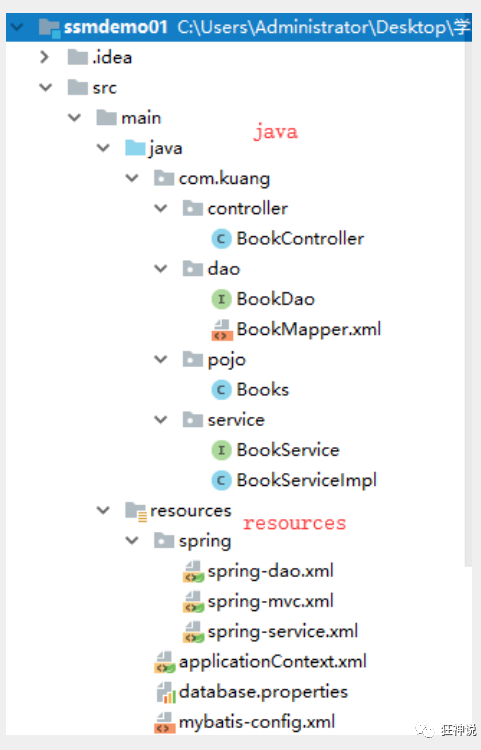 ssmdemo01 C:\Users\Administrator\Desktop\学
.idea
src
main
java
java
com.kuang
controller
C BookController
dao
I BookDao
BookMapper.xml
pojo
C Books
service
I BookService
C BookServiceImpl
resources
resources
spring
spring-dao.xml
spring-mvc.xml
spring-service.xml
applicationContext.xml
database.properties
mybatis-config.xml
狂神说